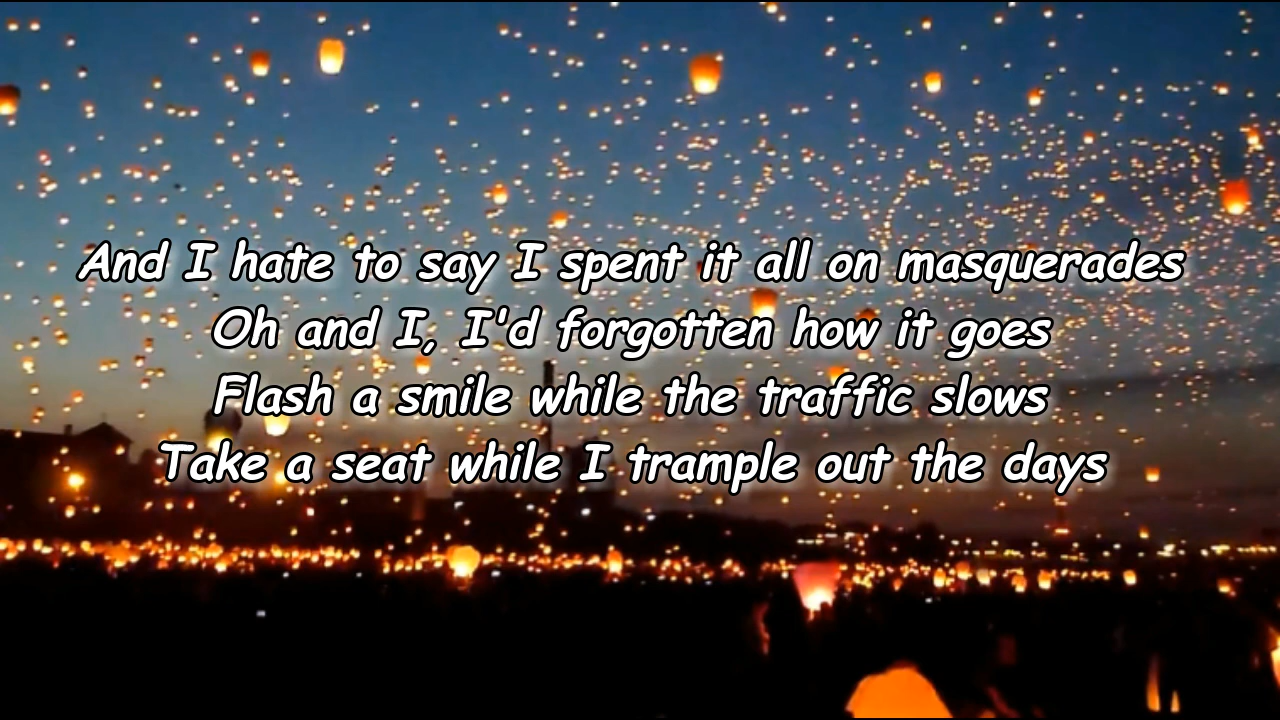 And I hate to say I spent it all on masquerades
Oh and I, I'd forgotten how it goes
Flash a smile while the traffic slows
Take a seat while I trample out the days